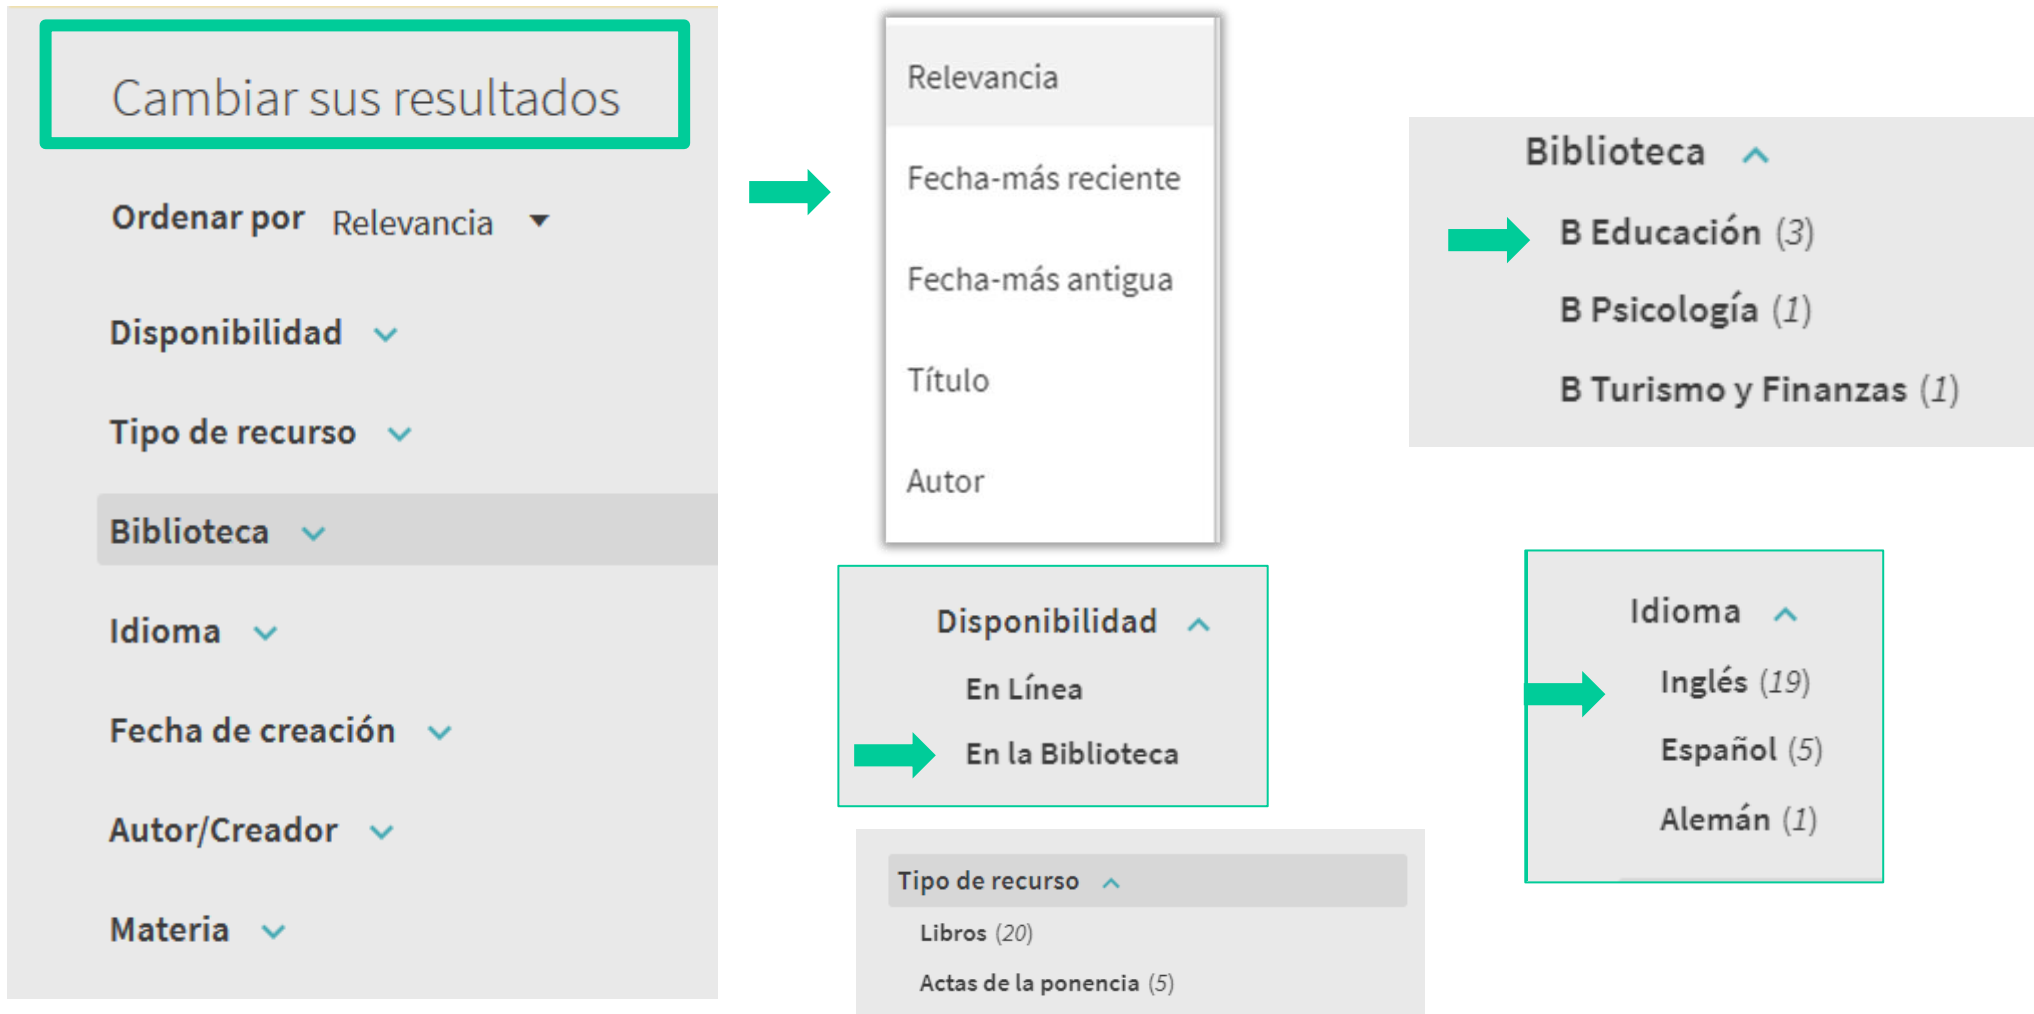 Cambiar sus resultados
Ordenar por Relevancia
Disponibilidad
Tipo de recurso
Biblioteca
Idioma
Fecha de creación
Autor/Creador
Materia
Relevancia
Fecha-más reciente
Fecha-más antigua
Título
Autor
Disponibilidad
En Línea
En la Biblioteca
Tipo de recurso
Libros (20)
Actas de la ponencia (5)
Biblioteca
B Educación (3)
B Psicología (1)
B Turismo y Finanzas (1)
Idioma
Inglés (19)
Español (5)
Alemán (1)